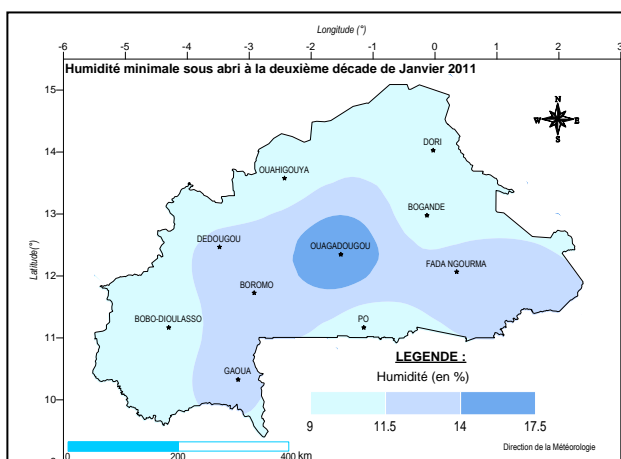 Longitude (°)
-6 -5 -4 -3 -2 -1 0 1 2 3
Humidité minimale sous abri à la deuxième décade de Janvier 2011
15
N
W E
S
14
DORI
OUAHIGOUYA
13
BOGANDE
DEDOUGOU
OUAGADOUGOU
Latitude(°)
12
FADA NGOURMA
BOROMO
BOBO-DIOULASSO
PO
11
LEGENDE :
GAOUA
Humidité (en %)
10
9 11.5 14 17.5
0 200 400 km
Direction de la Météorologie